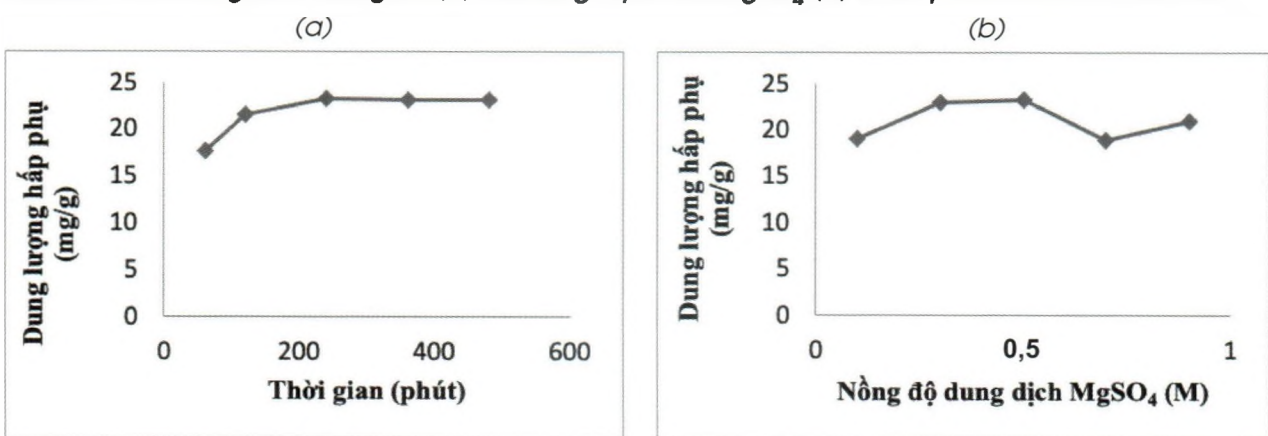 (a)
(b)
Dung lượng hấp phụ
(mg/g)
25
20
15
10
5
0
0
200
400
600
Thời gian (phút)
Dung lượng hấp phụ
(mg/g)
25
20
15
10
5
0
0
0,5
1
Nồng độ dung dịch MgSO₄ (M)